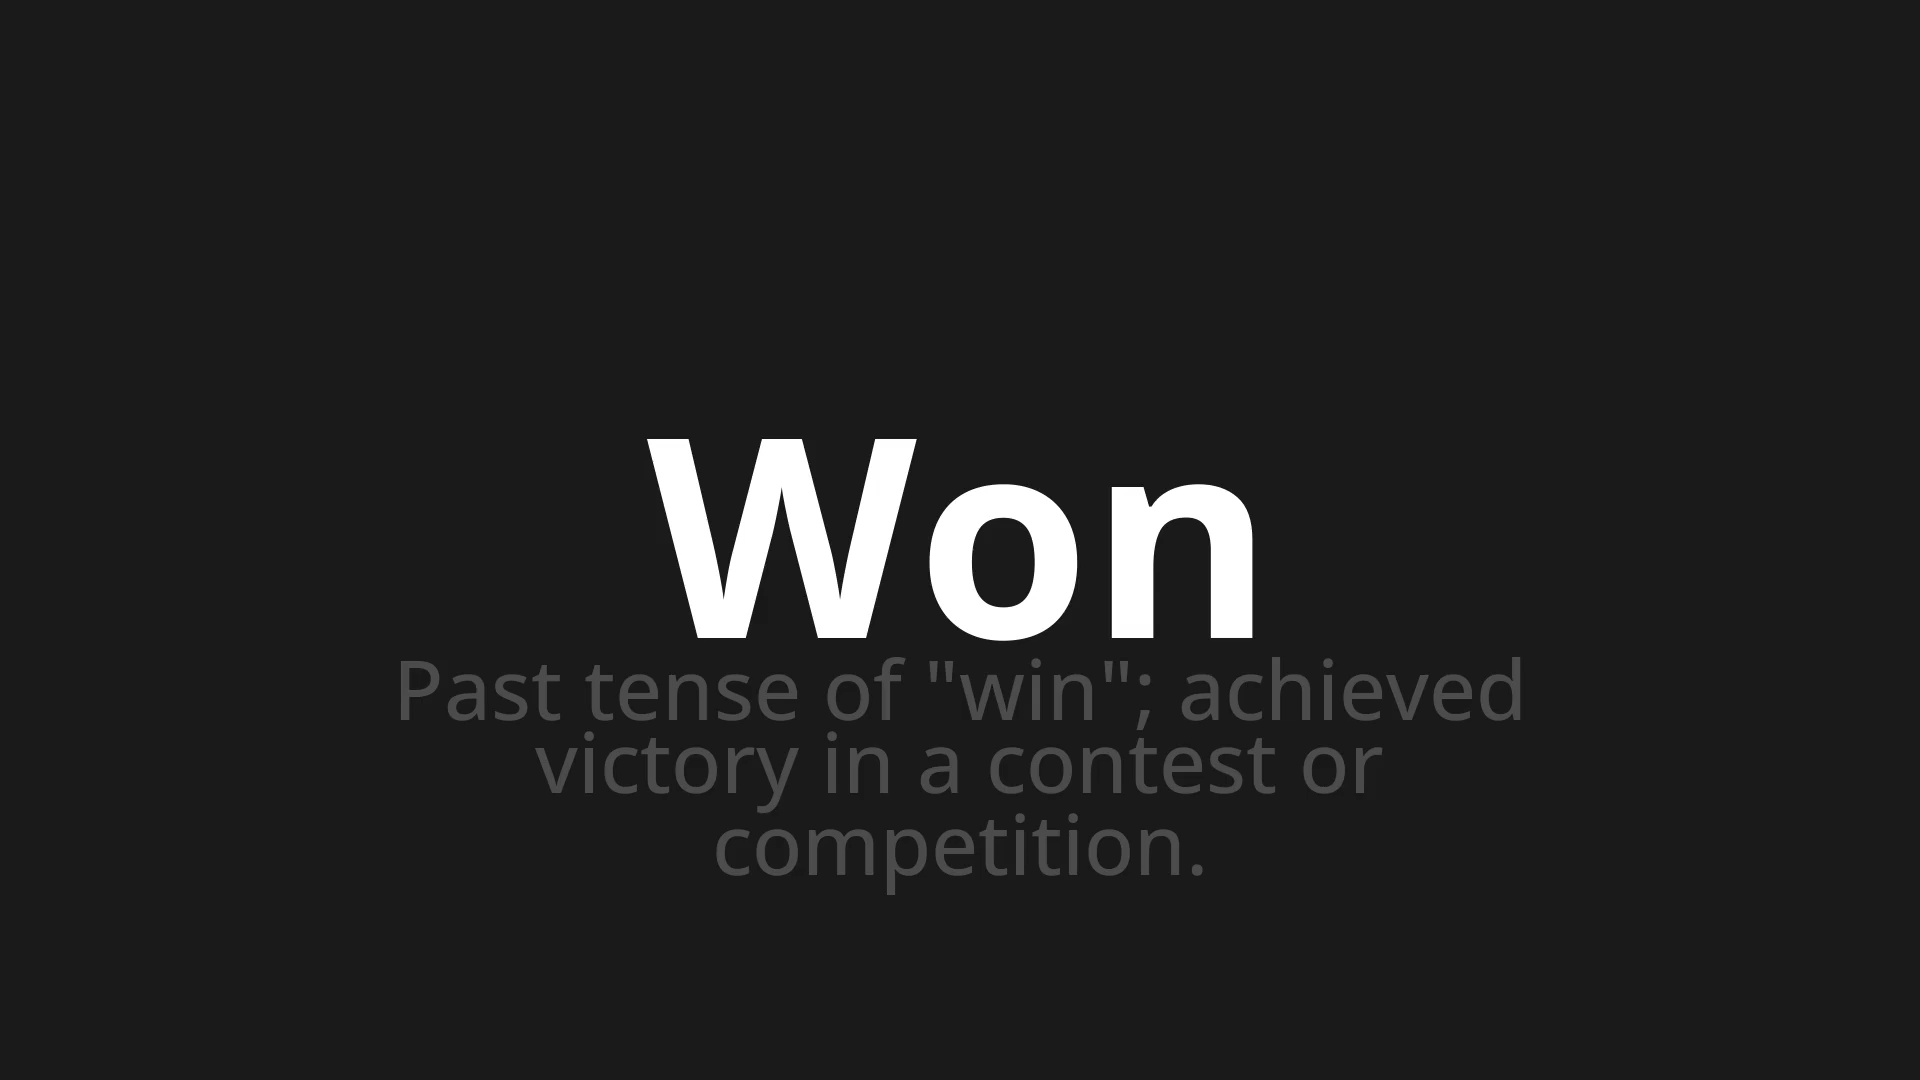 Won
Past tense of "win"; achieved
victory in a contest or
competition.